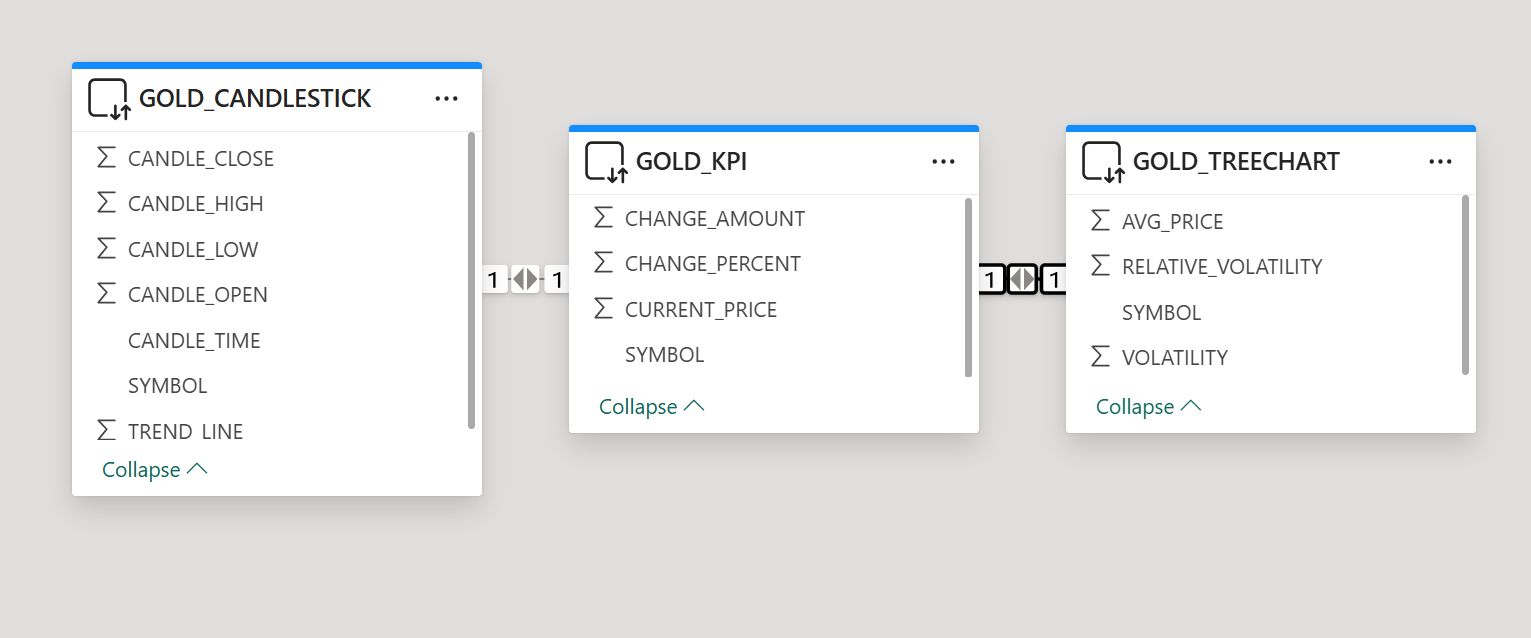 GOLD_CANDLESTICK
CANDLE_CLOSE
CANDLE_HIGH
CANDLE_LOW
CANDLE_OPEN
CANDLE_TIME
SYMBOL
TREND_LINE
Collapse
1 1
GOLD_KPI
CHANGE_AMOUNT
CHANGE_PERCENT
CURRENT_PRICE
SYMBOL
Collapse
1 1
GOLD_TREECHART
AVG_PRICE
RELATIVE_VOLATILITY
SYMBOL
VOLATILITY
Collapse